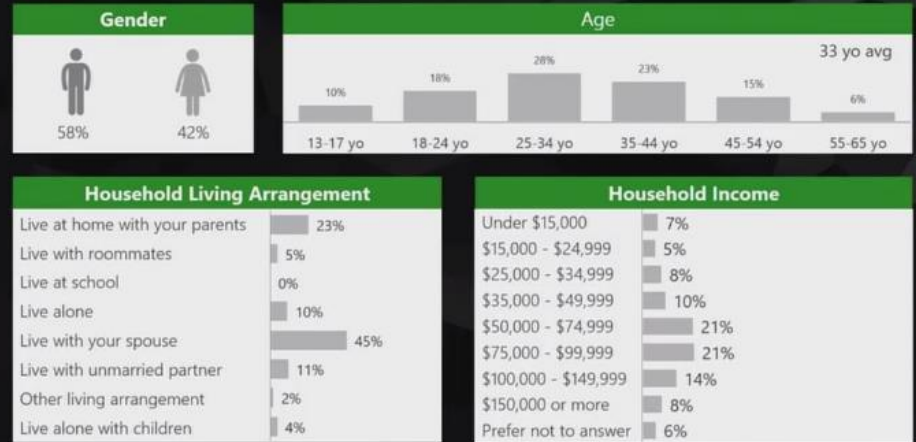 Gender
58%
42%
Age
33 yo avg
10%
18%
28%
23%
15%
6%
13-17 yo
18-24 yo
25-34 yo
35-44 yo
45-54 yo
55-65 yo
Household Living Arrangement
Live at home with your parents 23%
Live with roommates 5%
Live at school 0%
Live alone 10%
Live with your spouse 45%
Live with unmarried partner 11%
Other living arrangement 2%
Live alone with children 4%
Household Income
Under $15,000 7%
$15,000 - $24,999 5%
$25,000 - $34,999 8%
$35,000 - $49,999 10%
$50,000 - $74,999 21%
$75,000 - $99,999 21%
$100,000 - $149,999 14%
$150,000 or more 8%
Prefer not to answer 6%